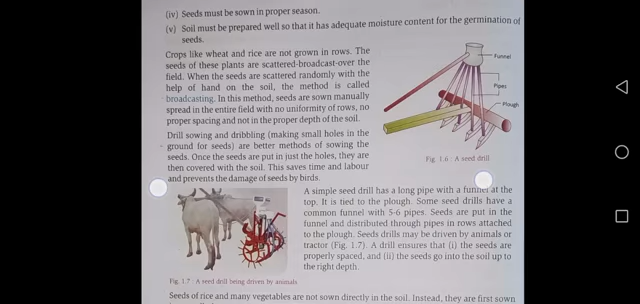 (iv) Seeds must be sown in proper season.
(v) Soil must be prepared well so that it has adequate moisture content for the germination of
seeds.
Crops like wheat and rice are not grown in rows. The
seeds of these plants are scattered-broadcast-over the
field. When the seeds are scattered randomly with the
help of hand on the soil, the method is called
broadcasting. In this method, seeds are sown manually
spread in the entire field with no uniformity of rows, no
proper spacing and not in the proper depth of the soil.
Drill sowing and dribbling (making small holes in the
ground for seeds) are better methods of sowing the
seeds. Once the seeds are put in just the holes, they are
then covered with the soil. This saves time and labour
and prevents the damage of seeds by birds.
Funnel
Pipes
Plough
Fig. 1.6 : A seed drill
A simple seed drill has a long pipe with a funnel at the
top. It is tied to the plough. Some seed drills have a
common funnel with 5-6 pipes. Seeds are put in the
funnel and distributed through pipes in rows attached
to the plough. Seeds drills may be driven by animals or
tractor (Fig. 1.7). A drill ensures that (i) the seeds are
properly spaced, and (ii) the seeds go into the soil up to
the right depth.
Fig. 1.7 : A seed drill being driven by animals
Seeds of rice and many vegetables are not sown directly in the soil. Instead, they are first sown